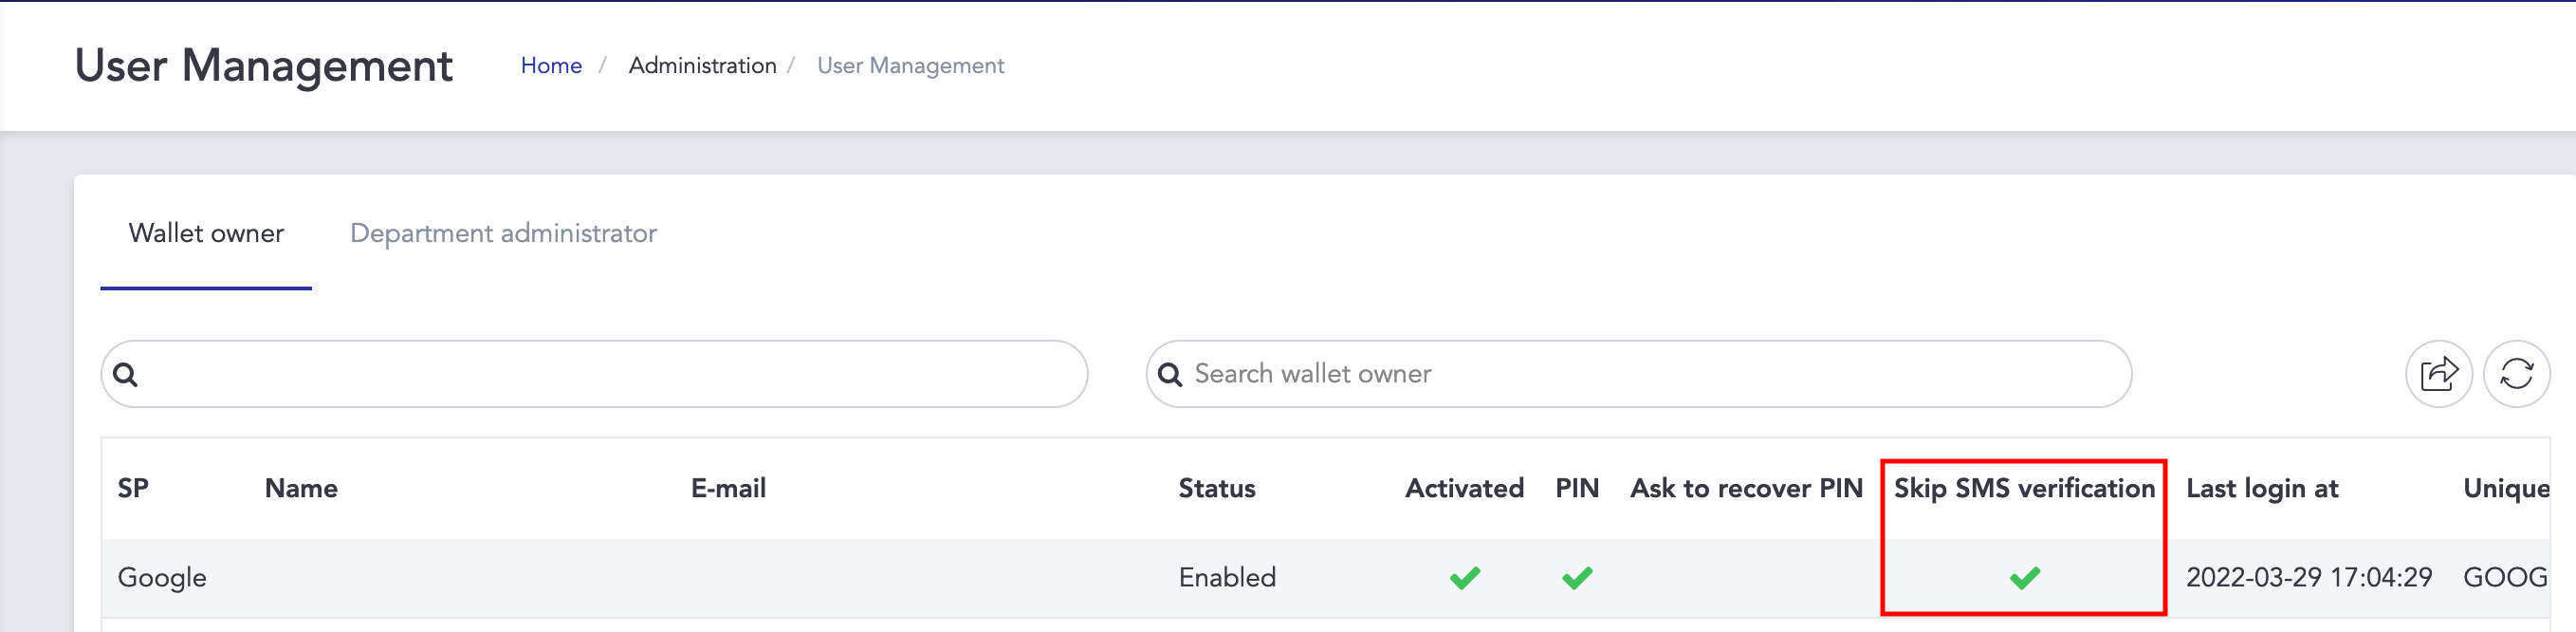 User Management Home / Administration / User Management
Wallet owner Department administrator
Search wallet owner
SP Name E-mail Status Activated PIN Ask to recover PIN Skip SMS verification Last login at Unique
Google Enabled 2022-03-29 17:04:29 GOOG